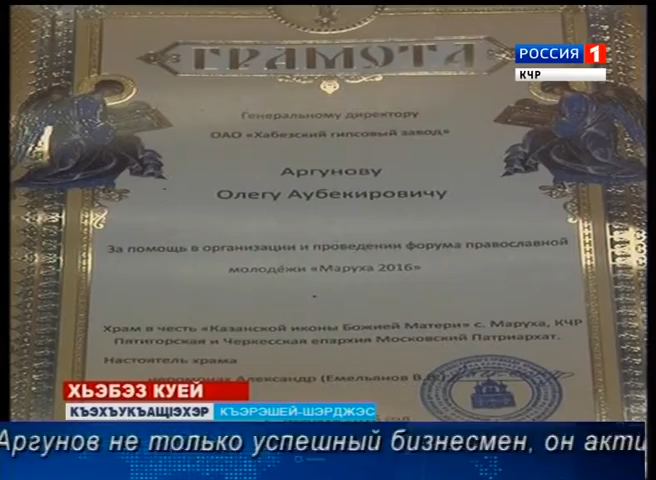 ГРАМОТА
РОССИЯ 1
КЧР
Генеральному директору
ОАО «Хабезский гипсовый завод»
Аргунову
Олегу Аубекировичу
За помощь в организации и проведении форума православной
молодёжи «Маруха 2016»
Храм в честь «Казанской иконы Божией Матери» с. Маруха, КЧР
Пятигорская и Черкесская епархия Московский Патриархат.
Настоятель храма
иеромонах Александр (Емельянов В.В.)
ХЬЭБЭЗ КУЕЙ
КЪЭХЪУКЪАЩIЭХЭР КЪЭРЭШЕЙ-ШЭРДЖЭС
Аргунов не только успешный бизнесмен, он акти